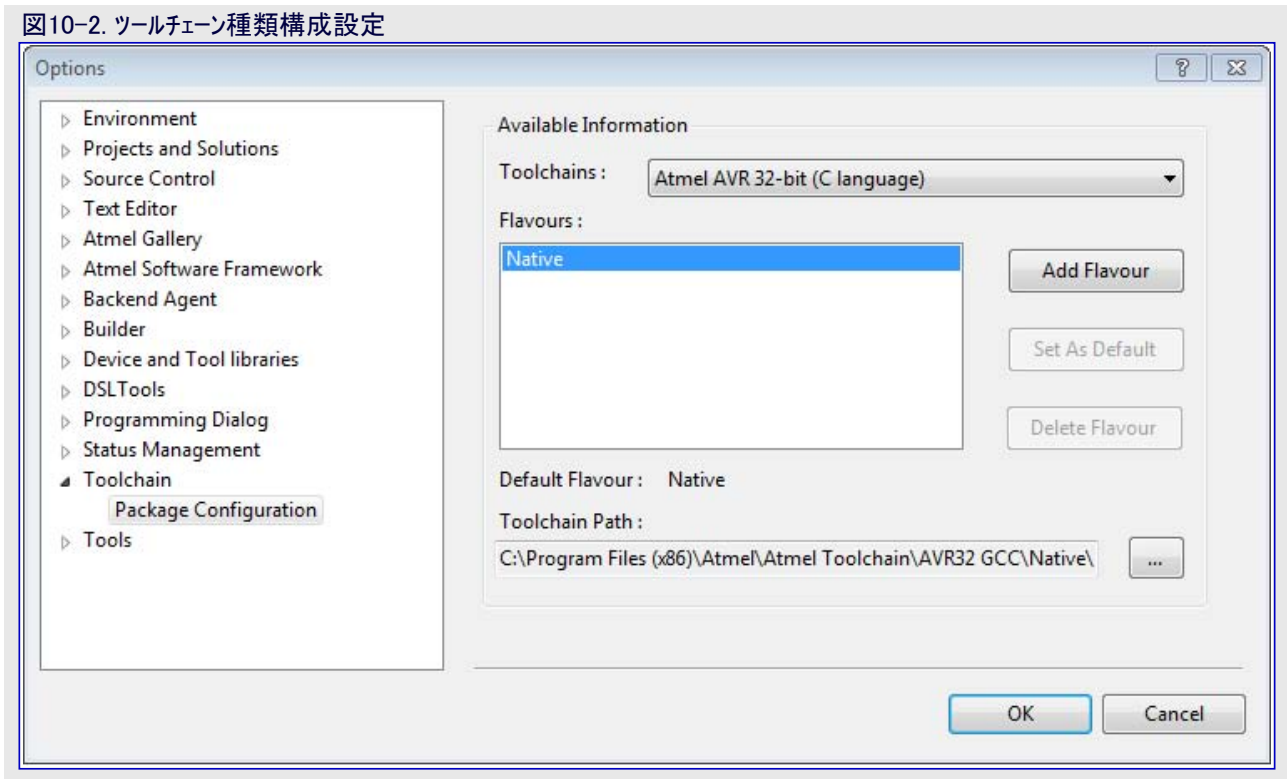 図10-2. ツールチェーン種類構成設定
Options
Environment
Projects and Solutions
Source Control
Text Editor
Atmel Gallery
Atmel Software Framework
Backend Agent
Builder
Device and Tool libraries
DSLTools
Programming Dialog
Status Management
Toolchain
Package Configuration
Tools
Available Information
Toolchains :
Atmel AVR 32-bit (C language)
Flavours :
Native
Add Flavour
Set As Default
Delete Flavour
Default Flavour : Native
Toolchain Path :
C:\Program Files (x86)\Atmel\Atmel Toolchain\AVR32 GCC\Native\
...
OK
Cancel